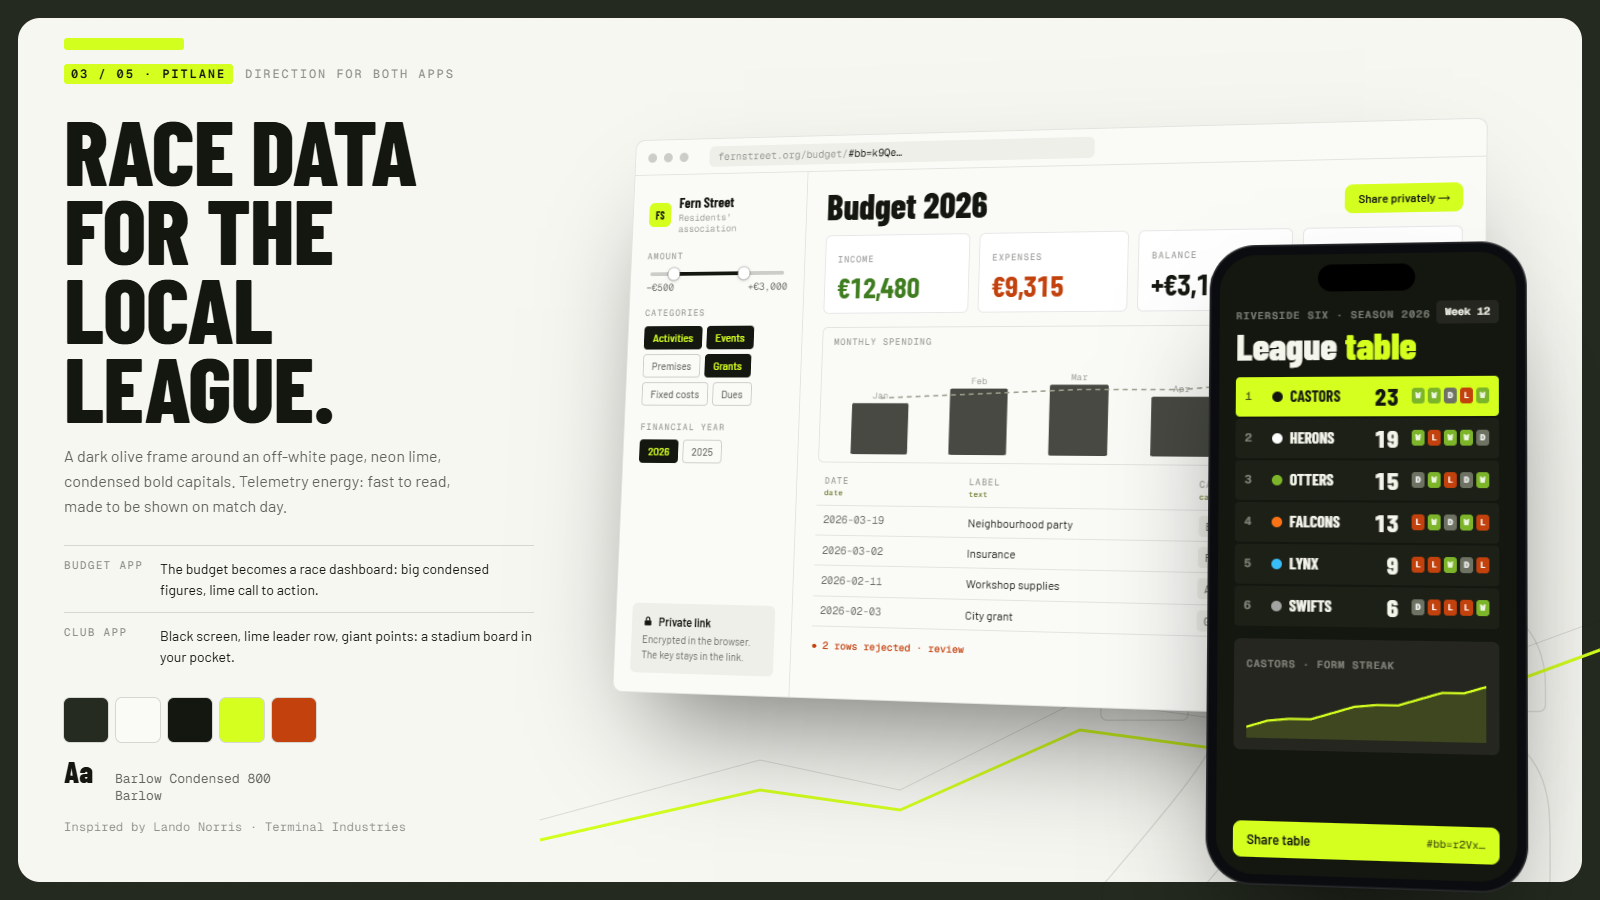 03 / 05 · PITLANE DIRECTION FOR BOTH APPS
RACE DATA
FOR THE
LOCAL
LEAGUE.
A dark olive frame around an off-white page, neon lime,
condensed bold capitals. Telemetry energy: fast to read,
made to be shown on match day.
BUDGET APP The budget becomes a race dashboard: big condensed
figures, lime call to action.
CLUB APP Black screen, lime leader row, giant points: a stadium board in
your pocket.
Aa Barlow Condensed 800
Barlow
Inspired by Lando Norris · Terminal Industries
fernstreet.org/budget/#bb=k9Qe…
FS Fern Street
Residents'
association
AMOUNT
−€500 +€3,000
CATEGORIES
Activities Events
Premises Grants
Fixed costs Dues
FINANCIAL YEAR
2026 2025
Private link
Encrypted in the browser.
The key stays in the link.
Budget 2026 Share privately →
INCOME EXPENSES BALANCE
€12,480 €9,315 +€3,1
MONTHLY SPENDING
Jan Feb Mar Apr
DATE LABEL
date text
2026-03-19 Neighbourhood party
2026-03-02 Insurance
2026-02-11 Workshop supplies
2026-02-03 City grant
● 2 rows rejected · review
RIVERSIDE SIX · SEASON 2026 Week 12
League table
1 CASTORS 23 W W D L W
2 HERONS 19 W L W W D
3 OTTERS 15 D W L D W
4 FALCONS 13 L W D W L
5 LYNX 9 L L W D L
6 SWIFTS 6 D L L L W
CASTORS · FORM STREAK
Share table #bb=r2Vx…